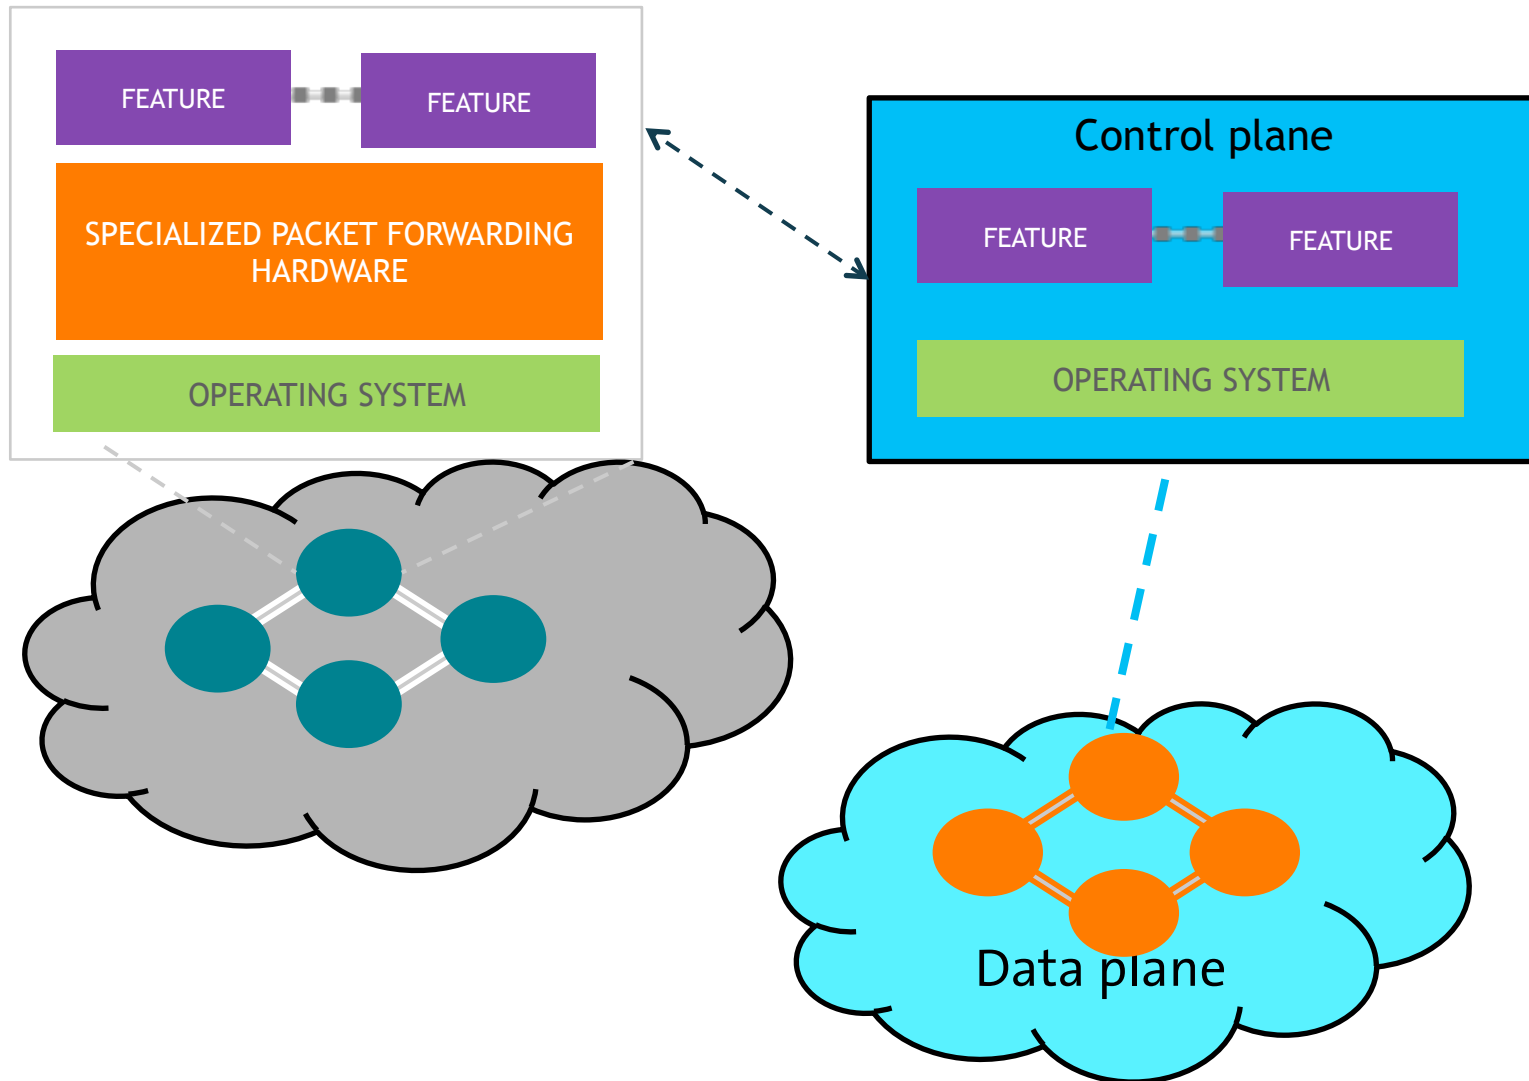 FEATURE
FEATURE
SPECIALIZED PACKET FORWARDING
HARDWARE
OPERATING SYSTEM
Control plane
FEATURE
FEATURE
OPERATING SYSTEM
Data plane